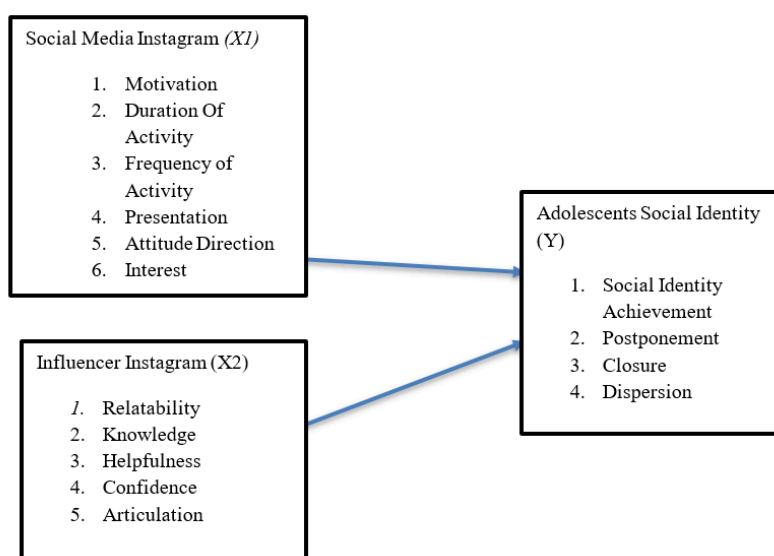 Social Media Instagram (X1)
1. Motivation
2. Duration Of
Activity
3. Frequency of
Activity
4. Presentation
5. Attitude Direction
6. Interest
Influencer Instagram (X2)
1. Relatability
2. Knowledge
3. Helpfulness
4. Confidence
5. Articulation
Adolescents Social Identity
(Y)
1. Social Identity
Achievement
2. Postponement
3. Closure
4. Dispersion